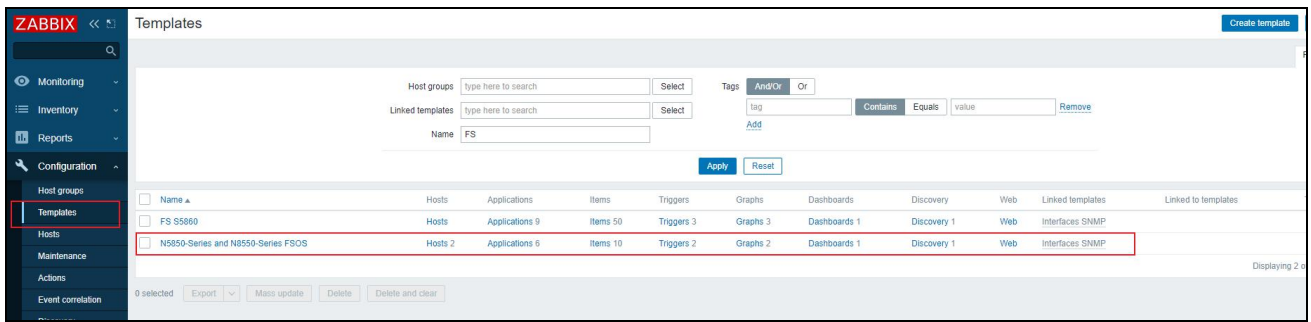 ZABBIX
Templates
Create template
Monitoring
Inventory
Reports
Configuration
Host groups
Templates
Hosts
Maintenance
Actions
Event correlation
Host groups type here to search Select Tags And/Or Or
Linked templates type here to search Select tag Contains Equals value Remove
Add
Name FS
Apply Reset
Name Hosts Applications Items Triggers Graphs Dashboards Discovery Web Linked templates Linked to templates
FS S5860 Hosts Applications 9 Items 50 Triggers 3 Graphs 3 Dashboards 1 Discovery 1 Web Interfaces SNMP
N5850-Series and N8550-Series FSOS Hosts 2 Applications 6 Items 10 Triggers 2 Graphs 2 Dashboards 1 Discovery 1 Web Interfaces SNMP
Displaying 2 o
0 selected Export Mass update Delete Delete and clear